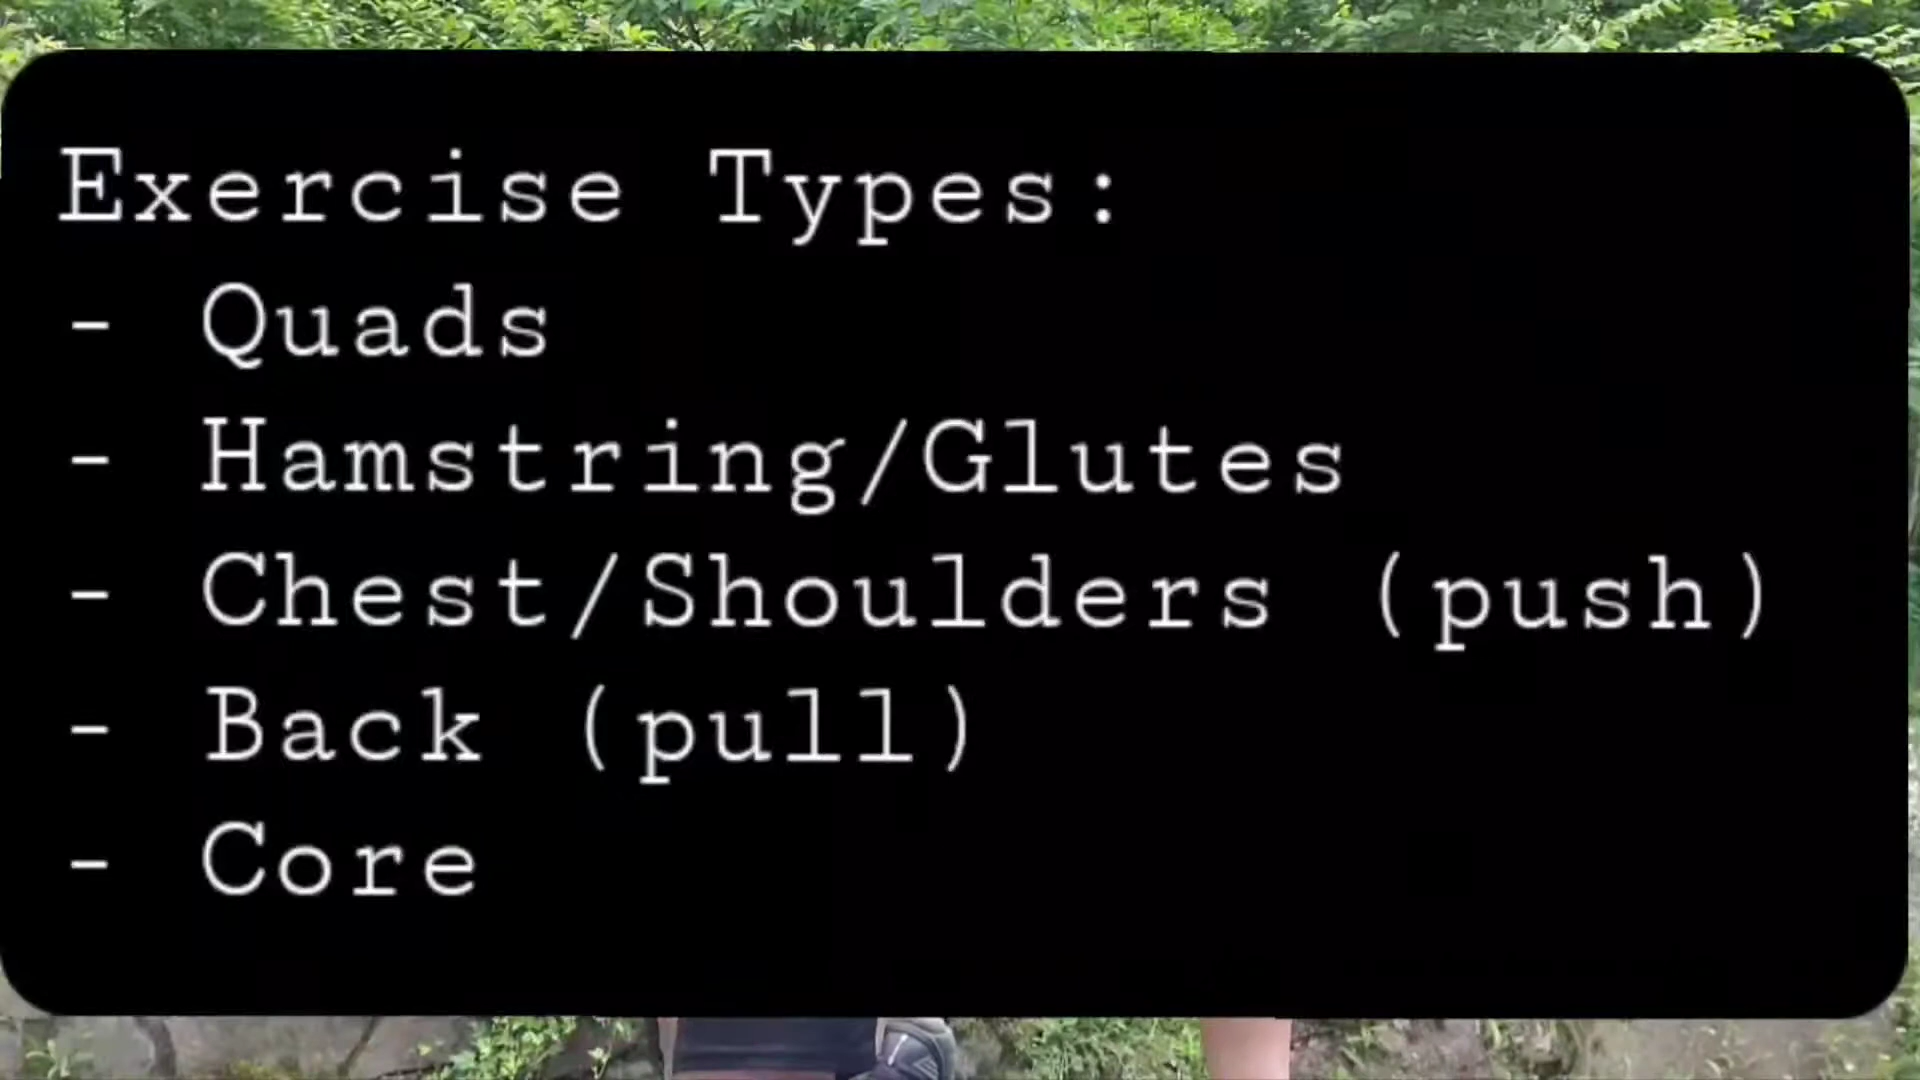 Exercise Types:
- Quads
- Hamstring/Glutes
- Chest/Shoulders (push)
- Back (pull)
- Core